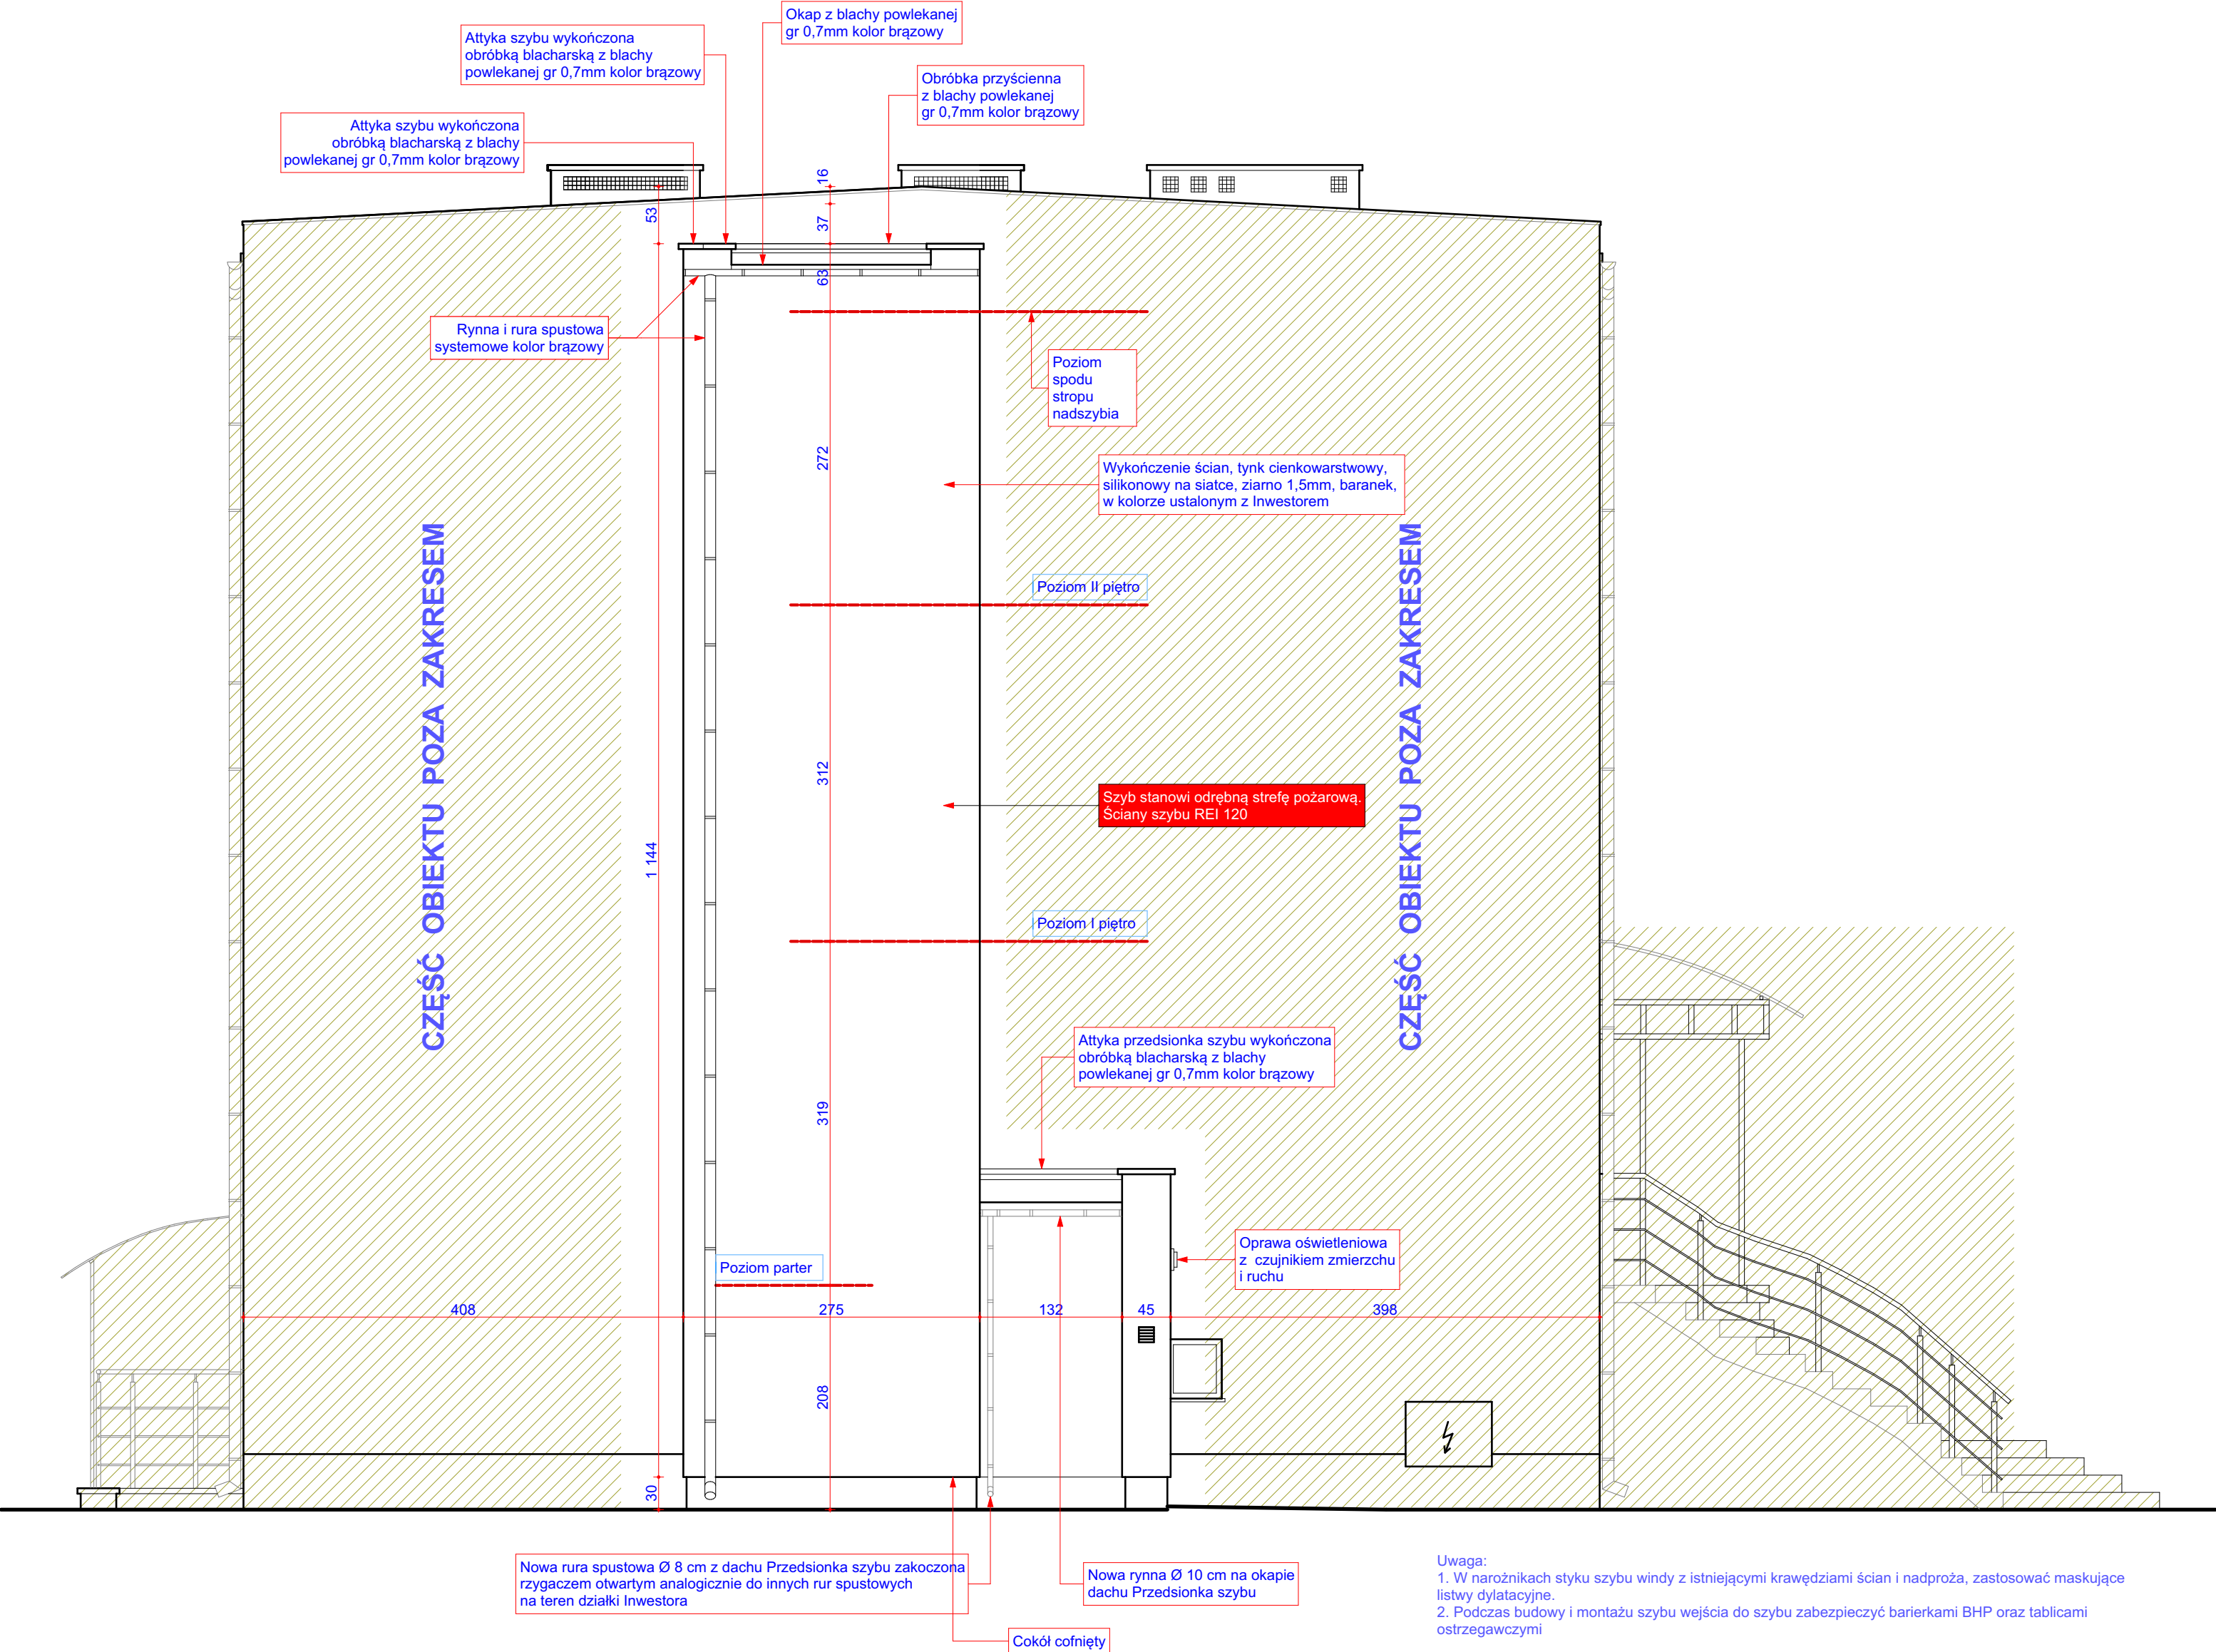 Okap z blachy powlekanej
gr 0,7mm kolor brązowy
Attyka szybu wykończona
obróbką blacharską z blachy
powlekanej gr 0,7mm kolor brązowy
Obróbka przyścienna
z blachy powlekanej
gr 0,7mm kolor brązowy
Attyka szybu wykończona
obróbką blacharską z blachy
powlekanej gr 0,7mm kolor brązowy
16
53
37
63
Rynna i rura spustowa
systemowe kolor brązowy
Poziom
spodu
stropu
nadszybia
272
Wykończenie ścian, tynk cienkowarstwowy,
silikonowy na siatce, ziarno 1,5mm, baranek,
w kolorze ustalonym z Inwestorem
CZĘŚĆ OBIEKTU POZA ZAKRESEM
CZĘŚĆ OBIEKTU POZA ZAKRESEM
Poziom II piętro
312
Szyb stanowi odrębną strefę pożarową.
Ściany szybu REI 120
1 144
Poziom I piętro
Attyka przedsionka szybu wykończona
obróbką blacharską z blachy
powlekanej gr 0,7mm kolor brązowy
319
Oprawa oświetleniowa
z czujnikiem zmierzchu
i ruchu
Poziom parter
408
275
132
45
398
208
30
Nowa rura spustowa Ø 8 cm z dachu Przedsionka szybu zakoczona
rzygaczem otwartym analogicznie do innych rur spustowych
na teren działki Inwestora
Nowa rynna Ø 10 cm na okapie
dachu Przedsionka szybu
Cokół cofnięty
Uwaga:
1. W narożnikach styku szybu windy z istniejącymi krawędziami ścian i nadproża, zastosować maskujące
listwy dylatacyjne.
2. Podczas budowy i montażu szybu wejścia do szybu zabezpieczyć barierkami BHP oraz tablicami
ostrzegawczymi